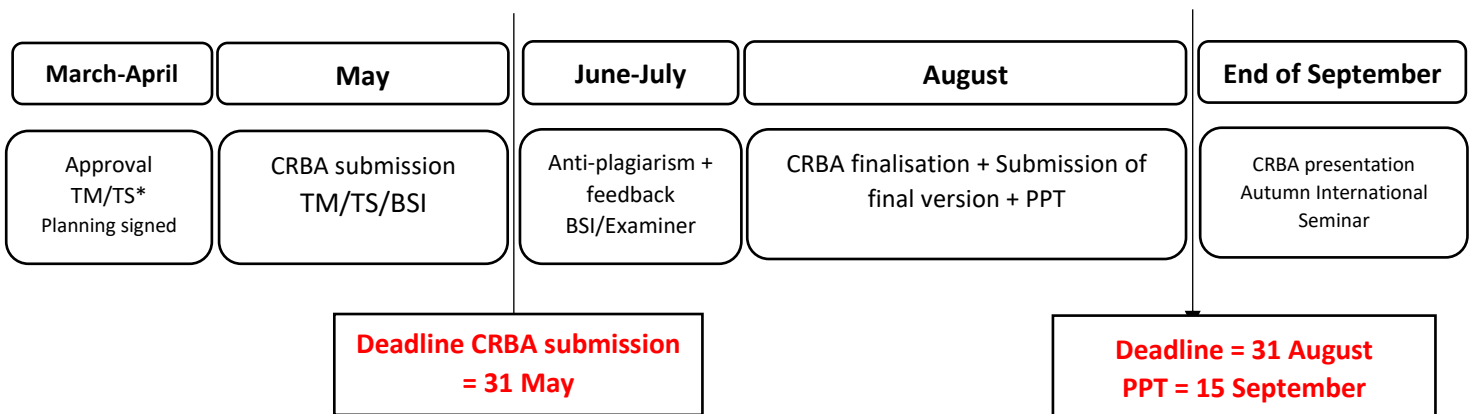 March-April
May
June-July
August
End of September
Approval
TM/TS*
Planning signed
CRBA submission
TM/TS/BSI
Anti-plagiarism +
feedback
BSI/Examiner
CRBA finalisation + Submission of
final version + PPT
CRBA presentation
Autumn International
Seminar
Deadline CRBA submission
= 31 May
Deadline = 31 August
PPT = 15 September